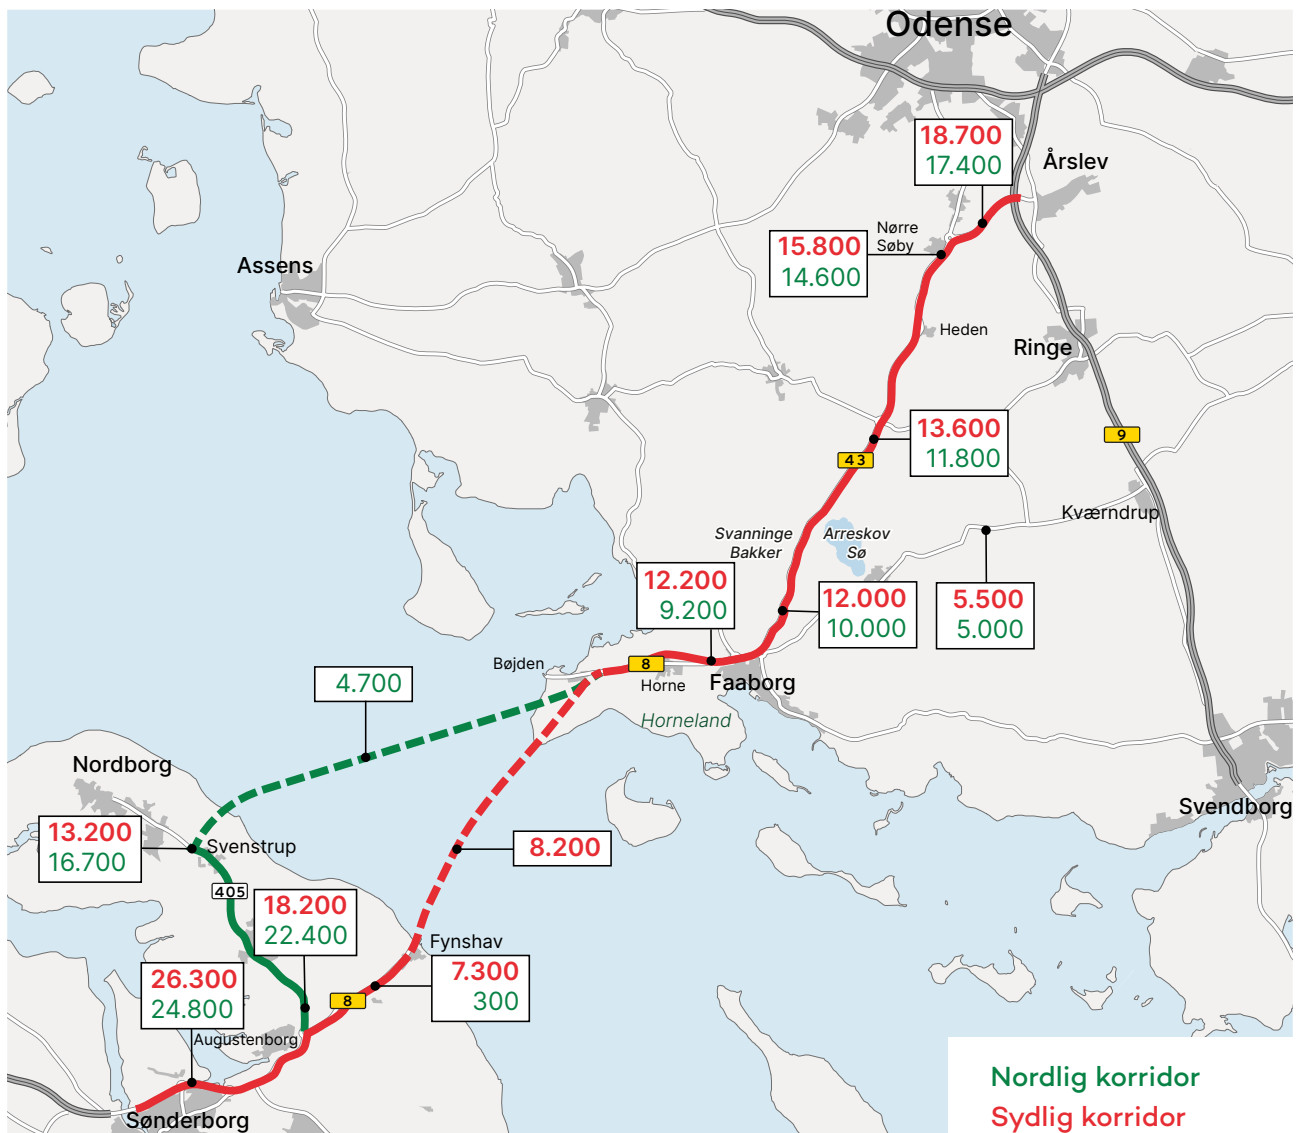 Odense
18.700
17.400
Årslev
Nørre
Søby
15.800
14.600
Assens
Heden
Ringe
13.600
11.800
9
43
Kværndrup
Svanninge
Bakker
Arreskov
Sø
12.200
9.200
12.000
10.000
5.500
5.000
Bøjden
8
Horne
Faaborg
4.700
Horneland
Nordborg
Svendborg
13.200
16.700
Svenstrup
8.200
405
18.200
22.400
Fynshav
26.300
24.800
7.300
300
8
Augustenborg
Sønderborg
Nordlig korridor
Sydlig korridor